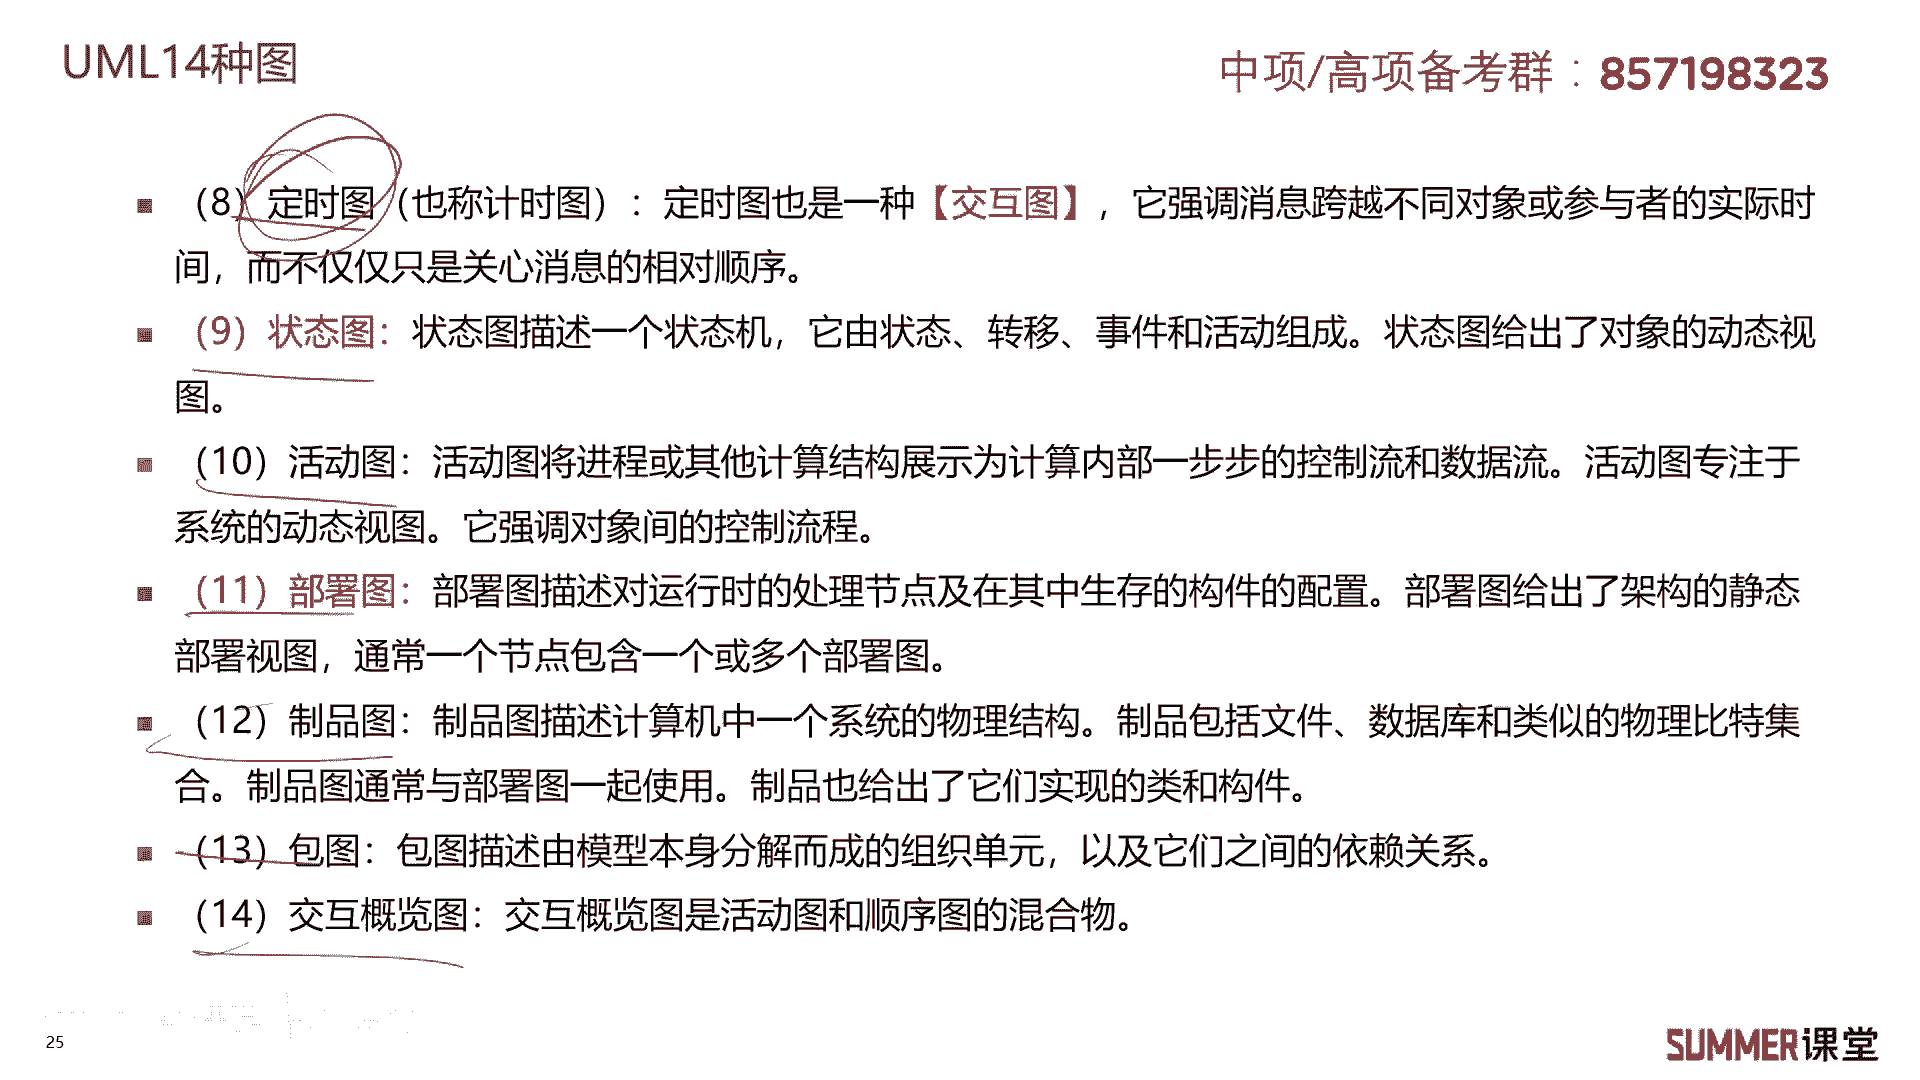 UML14种图
中项/高项备考群：857198323
（8）定时图（也称计时图）：定时图也是一种【交互图】，它强调消息跨越不同对象或参与者的实际时
间，而不仅仅只是关心消息的相对顺序。
（9）状态图：状态图描述一个状态机，它由状态、转移、事件和活动组成。状态图给出了对象的动态视
图。
（10）活动图：活动图将进程或其他计算结构展示为计算内部一步步的控制流和数据流。活动图专注于
系统的动态视图。它强调对象间的控制流程。
（11）部署图：部署图描述对运行时的处理节点及在其中生存的构件的配置。部署图给出了架构的静态
部署视图，通常一个节点包含一个或多个部署图。
（12）制品图：制品图描述计算机中一个系统的物理结构。制品包括文件、数据库和类似的物理比特集
合。制品图通常与部署图一起使用。制品也给出了它们实现的类和构件。
（13）包图：包图描述由模型本身分解而成的组织单元，以及它们之间的依赖关系。
（14）交互概览图：交互概览图是活动图和顺序图的混合物。
25
SUMMER课堂